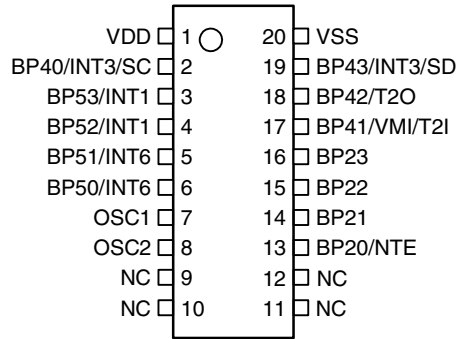 VDD 1 20 VSS
BP40/INT3/SC 2 19 BP43/INT3/SD
BP53/INT1 3 18 BP42/T2O
BP52/INT1 4 17 BP41/VMI/T2I
BP51/INT6 5 16 BP23
BP50/INT6 6 15 BP22
OSC1 7 14 BP21
OSC2 8 13 BP20/NTE
NC 9 12 NC
NC 10 11 NC